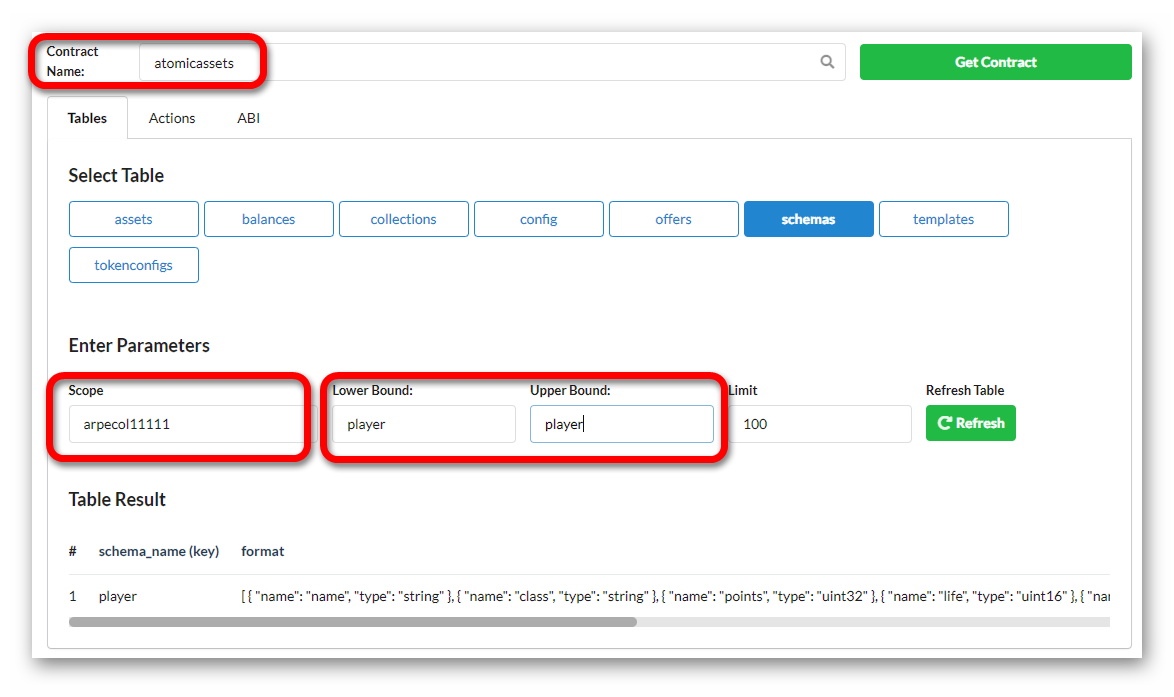 Contract Name: atomicassets Get Contract
Tables Actions ABI
Select Table
assets balances collections config offers schemas templates
tokenconfigs
Enter Parameters
Scope Lower Bound: Upper Bound: Limit Refresh Table
arpecol11111 player player 100 Refresh
Table Result
# schema_name (key) format
1 player [ { "name": "name", "type": "string" }, { "name": "class", "type": "string" }, { "name": "points", "type": "uint32" }, { "name": "life", "type": "uint16" }, { "nar